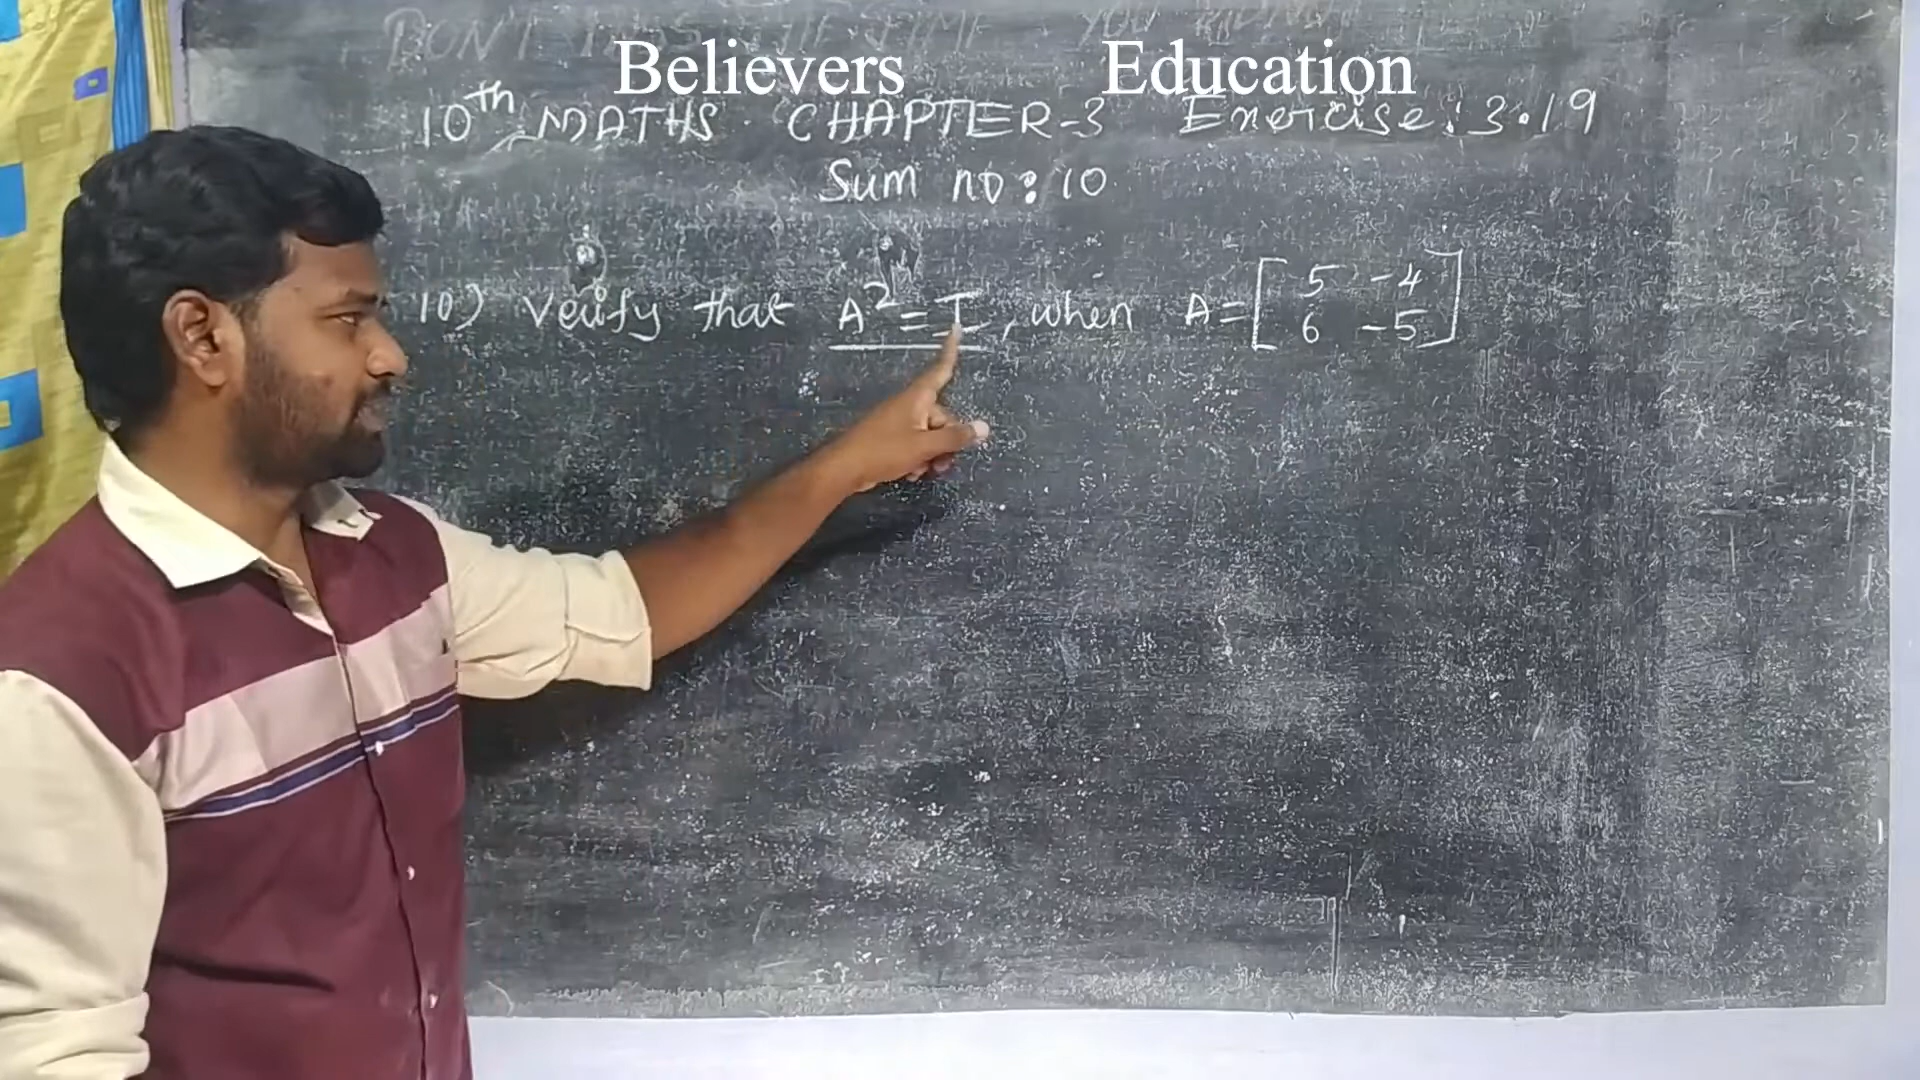 Believers Education
10th MATHS CHAPTER-3 Exercise: 3.19
Sum no: 10
10) Verify that A² = I, when A = [ 5 -4
6 -5 ]